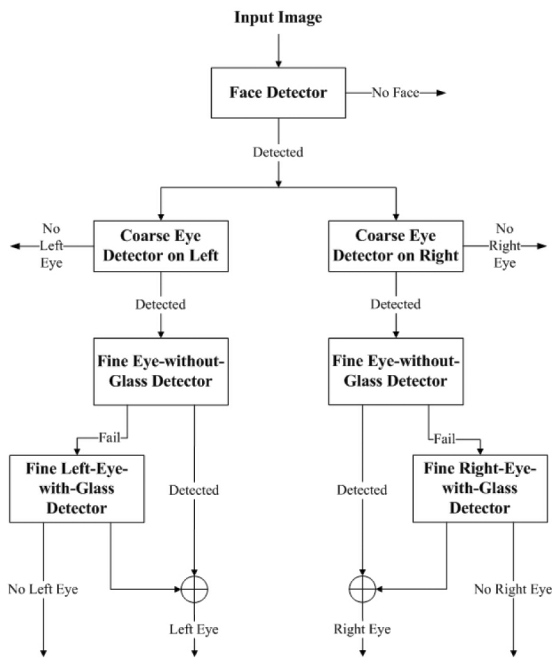 Input Image
Face Detector
No Face
Detected
No
Left
Eye
Coarse Eye
Detector on Left
Coarse Eye
Detector on Right
No
Right
Eye
Detected
Detected
Fine Eye-without-
Glass Detector
Fine Eye-without-
Glass Detector
Fail
Fail
Fine Left-Eye-
with-Glass
Detector
Detected
Detected
Fine Right-Eye-
with-Glass
Detector
No Left Eye
No Right Eye
Left Eye
Right Eye